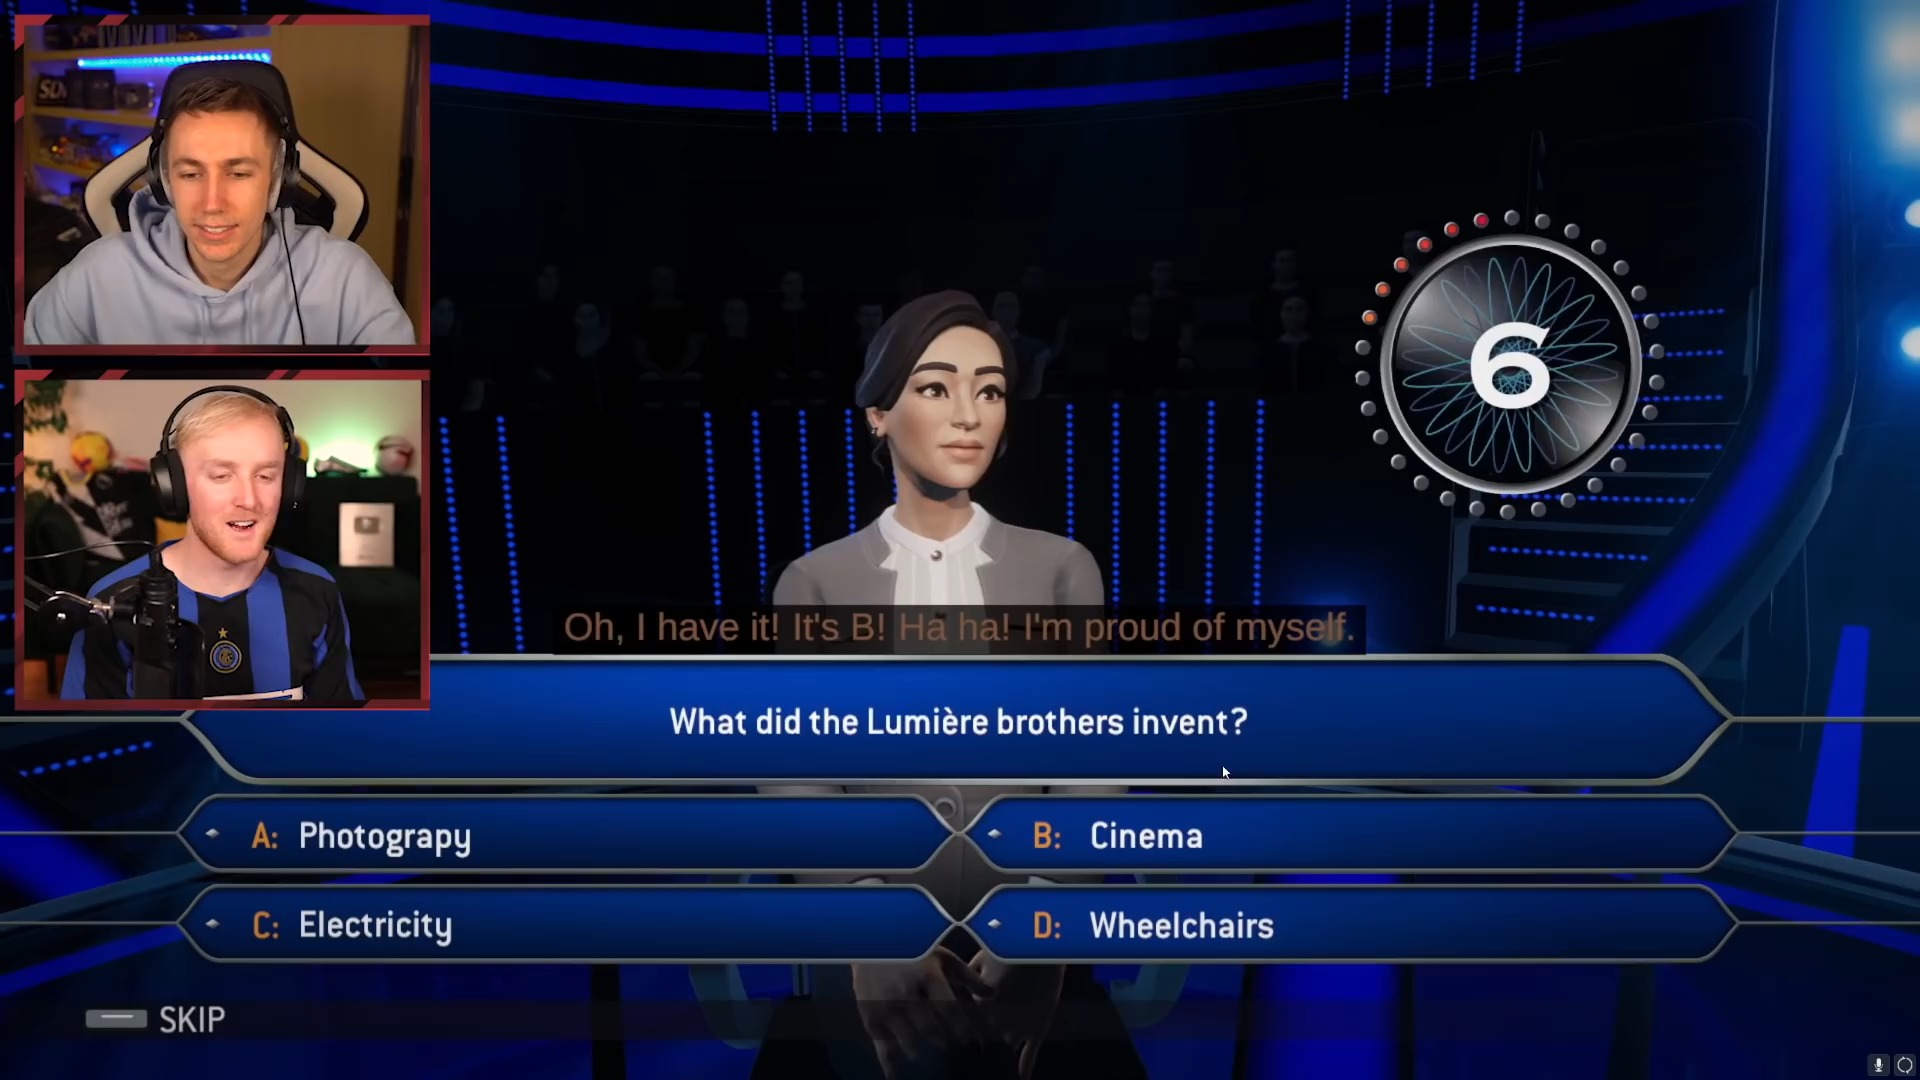 SD
6
Oh, I have it! It's B! Ha ha! I'm proud of myself.
What did the Lumière brothers invent?
A: Photograpy
B: Cinema
C: Electricity
D: Wheelchairs
SKIP